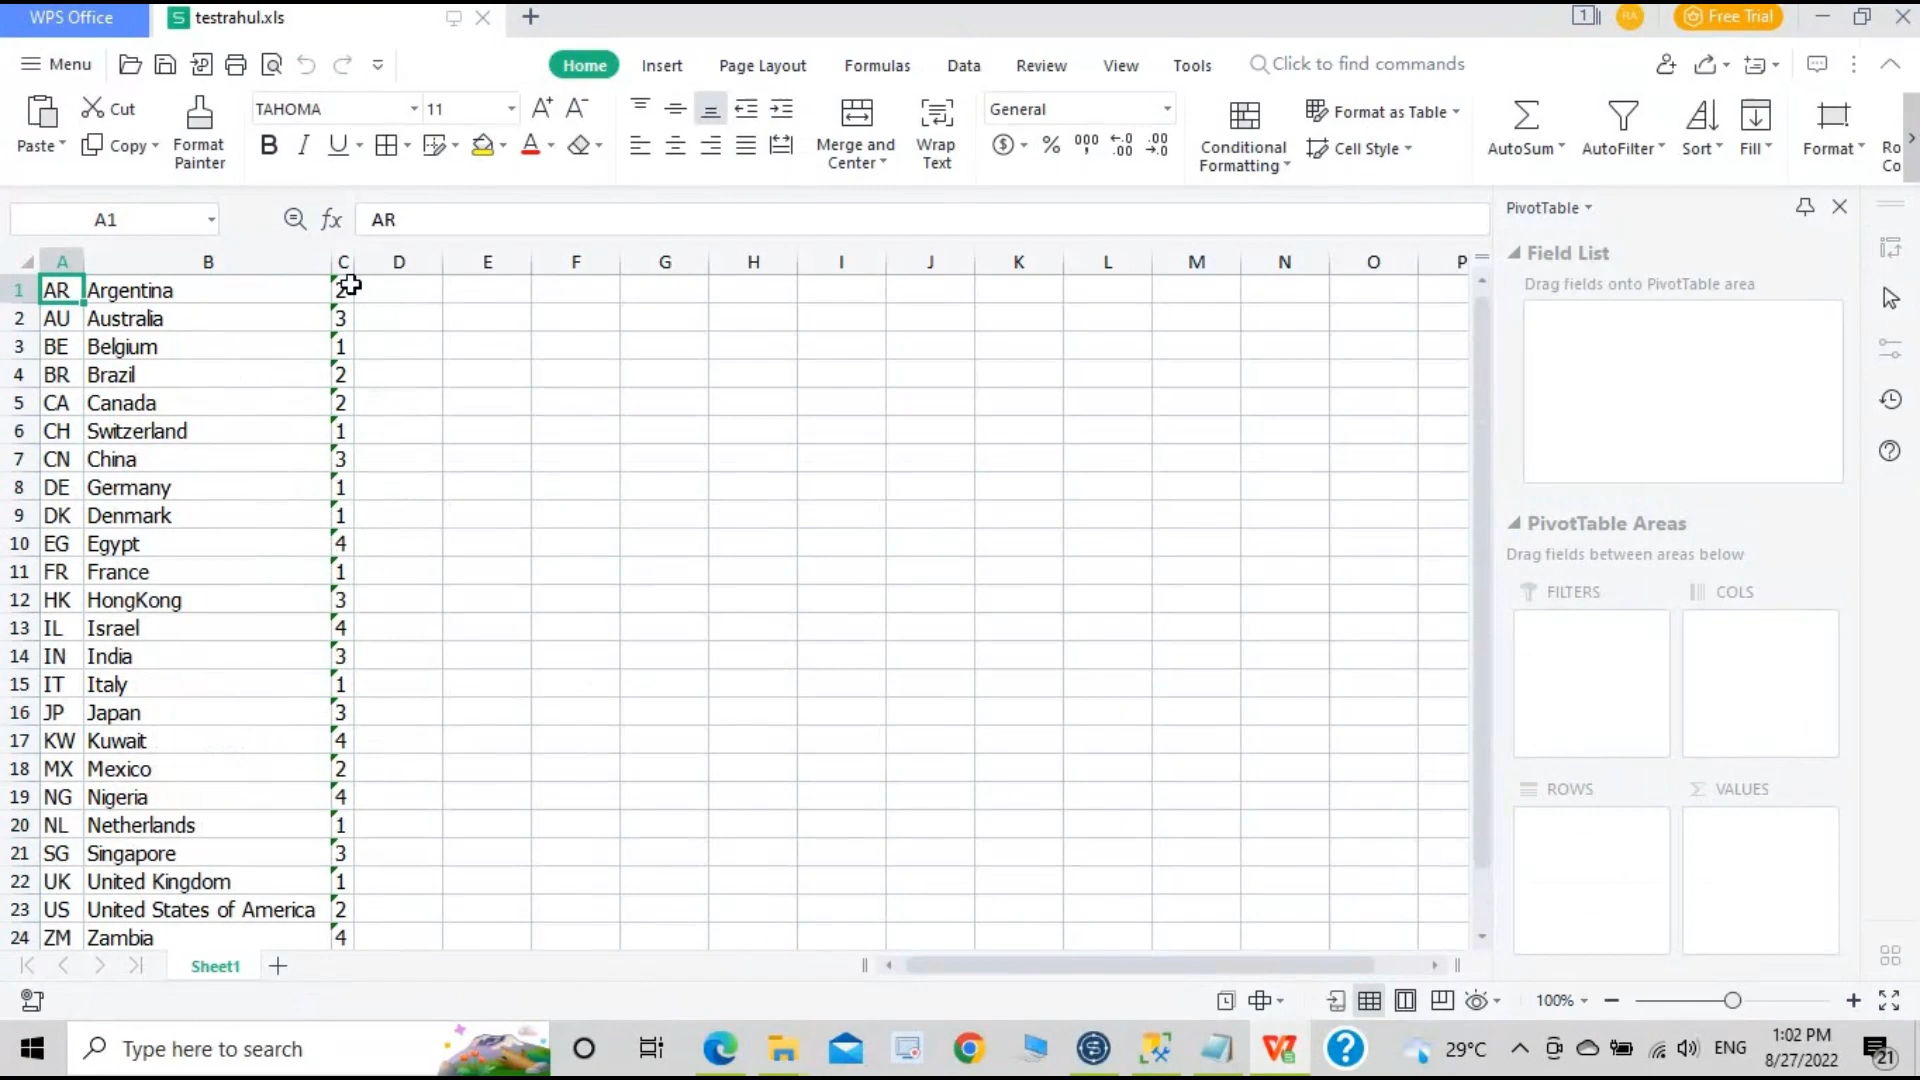 WPS Office testrahul.xls RA Free Trial
Menu Home Insert Page Layout Formulas Data Review View Tools Click to find commands
Cut TAHOMA 11 General Format as Table
Paste Copy Format Painter Merge and Center Wrap Text Conditional Formatting Cell Style AutoSum AutoFilter Sort Fill Format Ro Co
A1 fx AR
A B C D E F G H I J K L M N O P
1 AR Argentina 2
2 AU Australia 3
3 BE Belgium 1
4 BR Brazil 2
5 CA Canada 2
6 CH Switzerland 1
7 CN China 3
8 DE Germany 1
9 DK Denmark 1
10 EG Egypt 4
11 FR France 1
12 HK HongKong 3
13 IL Israel 4
14 IN India 3
15 IT Italy 1
16 JP Japan 3
17 KW Kuwait 4
18 MX Mexico 2
19 NG Nigeria 4
20 NL Netherlands 1
21 SG Singapore 3
22 UK United Kingdom 1
23 US United States of America 2
24 ZM Zambia 4
PivotTable
Field List
Drag fields onto PivotTable area
PivotTable Areas
Drag fields between areas below
FILTERS COLS
ROWS VALUES
Sheet1
100%
Type here to search 29°C ENG 1:02 PM
8/27/2022 21